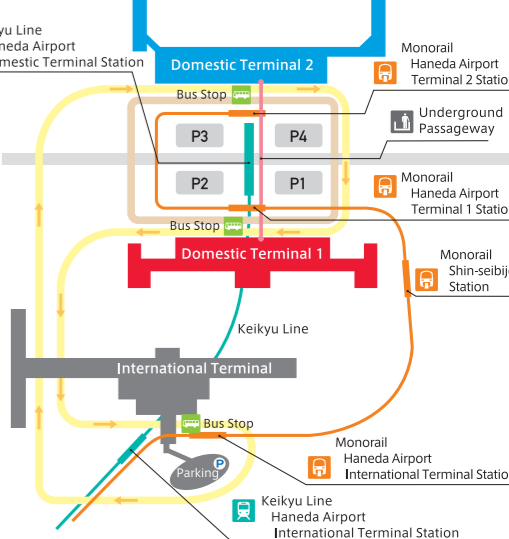 yu Line
neda Airport
mestic Terminal Station
Domestic Terminal 2
Monorail
Haneda Airport
Terminal 2 Statio
Bus Stop
Underground
Passageway
P3
P4
P2
P1
Monorail
Haneda Airport
Terminal 1 Statio
Bus Stop
Domestic Terminal 1
Monorail
Shin-seibij
Station
Keikyu Line
International Terminal
Bus Stop
Monorail
Haneda Airport
International Terminal Statio
P
Parking
Keikyu Line
Haneda Airport
International Terminal Station